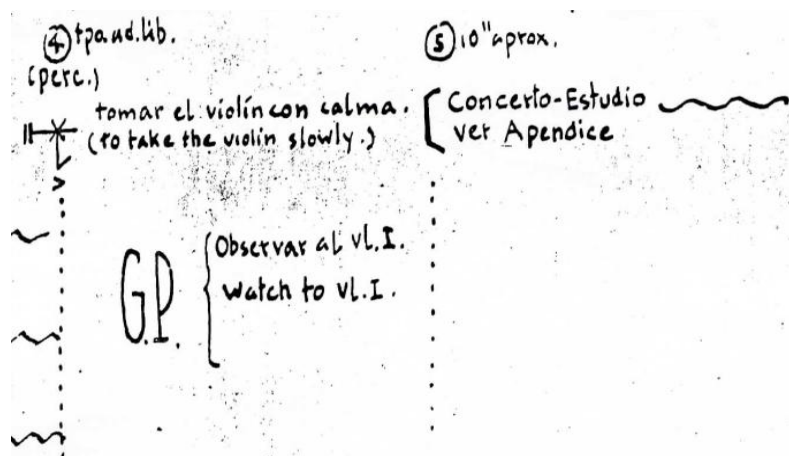 ④ tpo ad.lib.
(perc.)
tomar el violín con calma.
(to take the violin slowly.)
G.P.
Observar al vl.I.
Watch to vl.I.
⑤ 10" aprox.
Concerto-Estudio
ver Apendice